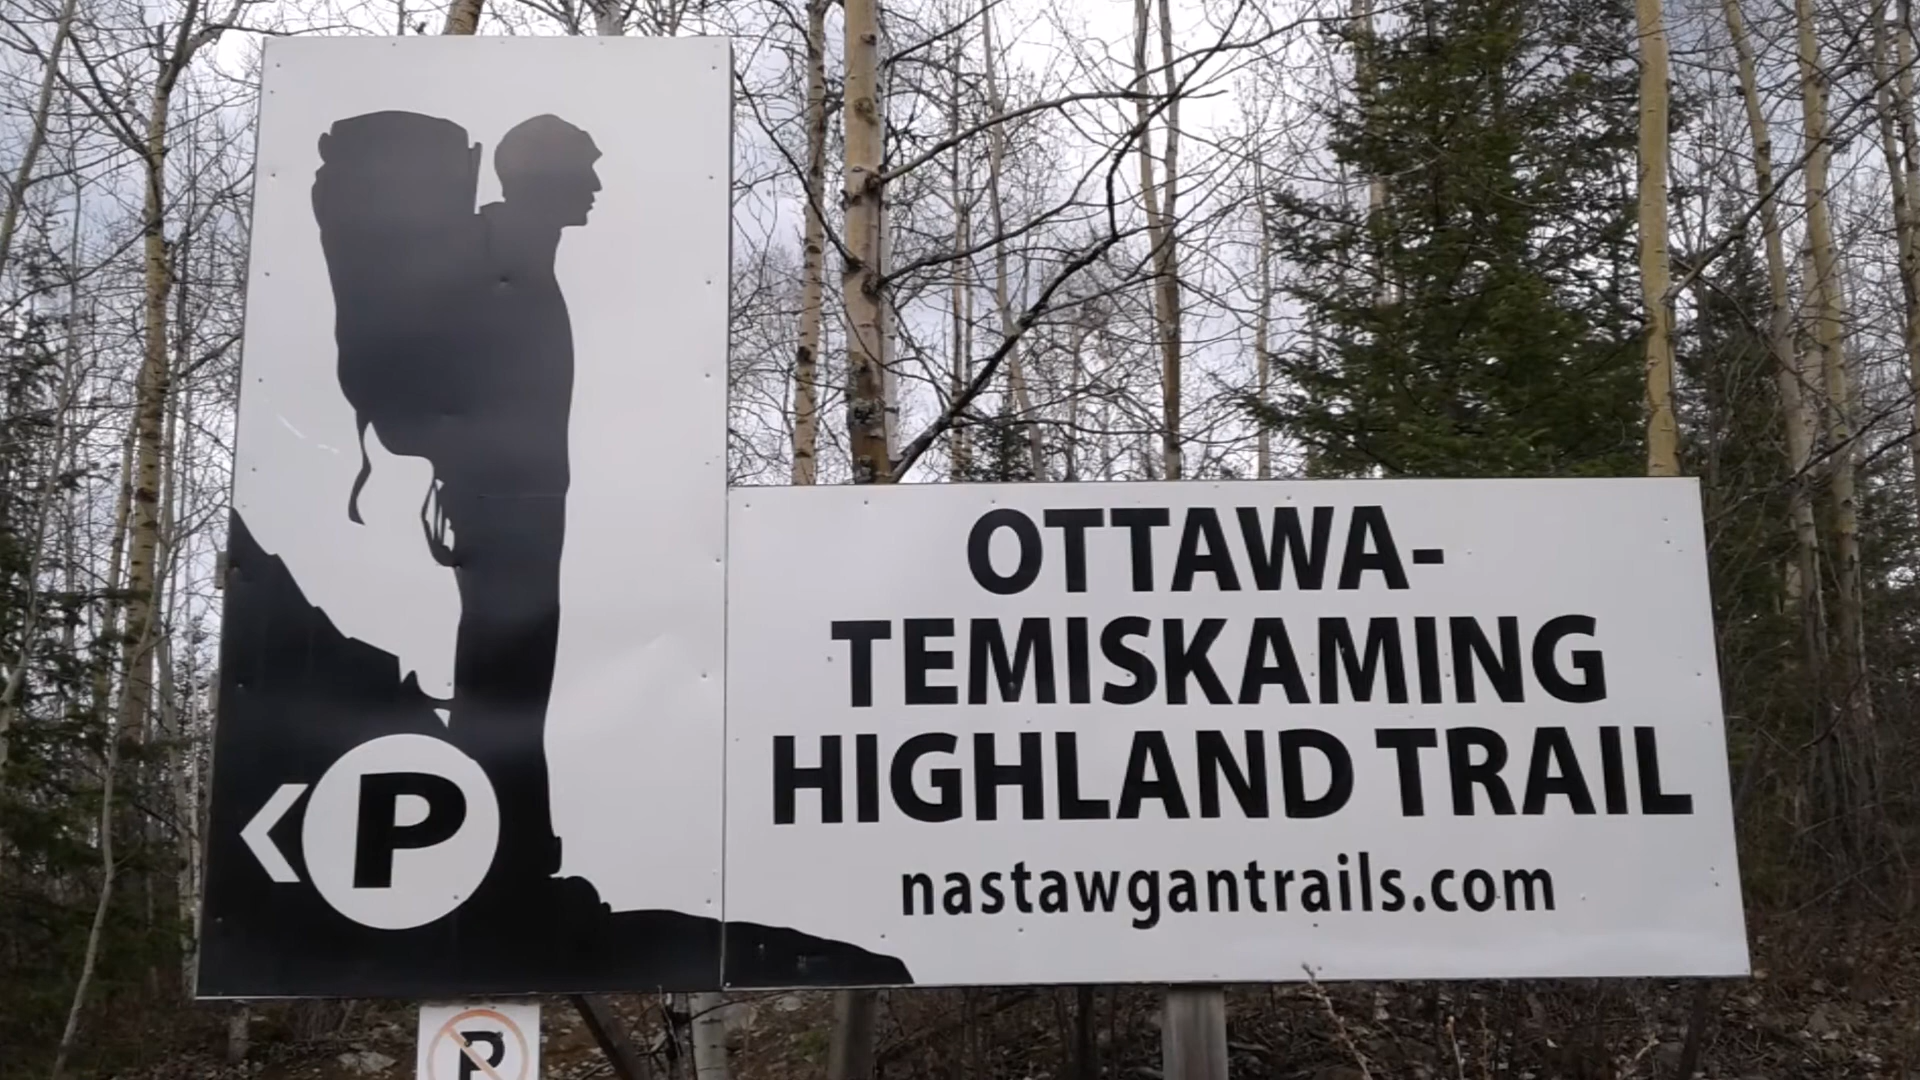 OTTAWA-
TEMISKAMING
HIGHLAND TRAIL
nastawgantrails.com
P
P